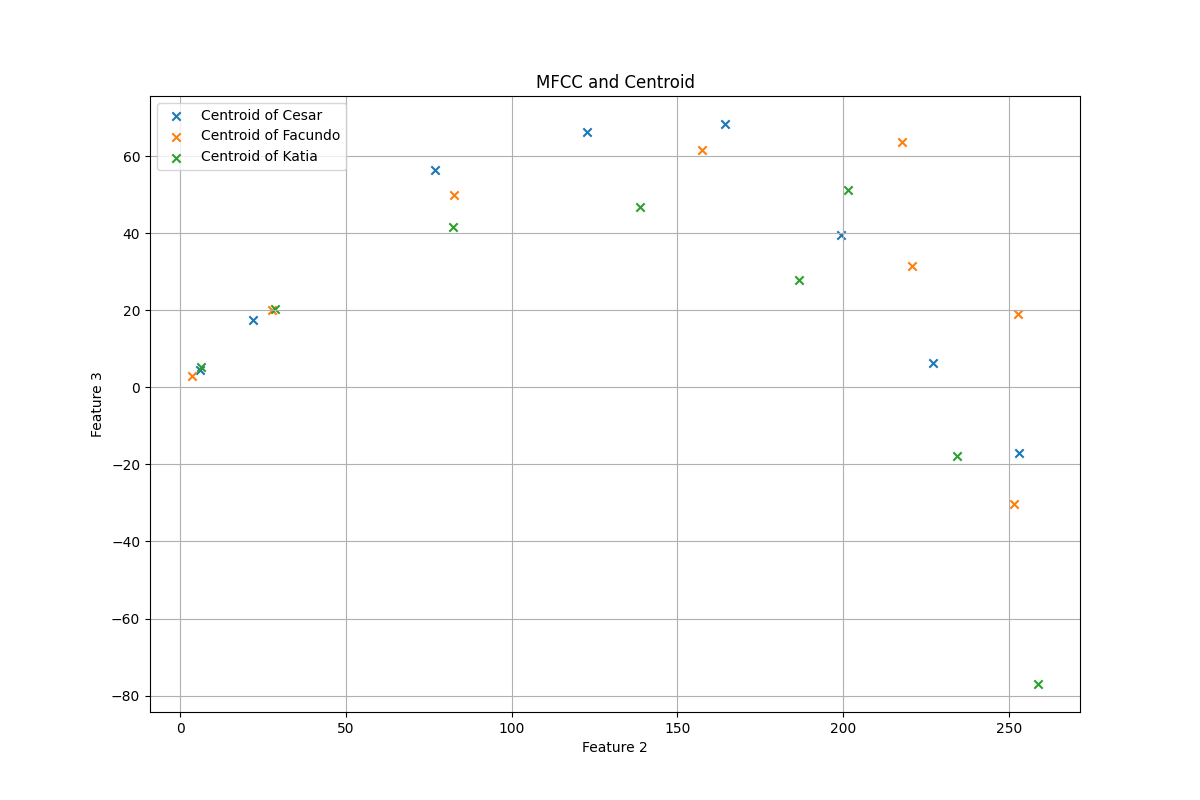 MFCC and Centroid
Centroid of Cesar
Centroid of Facundo
Centroid of Katia
60
40
20
0
−20
−40
−60
−80
Feature 3
0 50 100 150 200 250
Feature 2